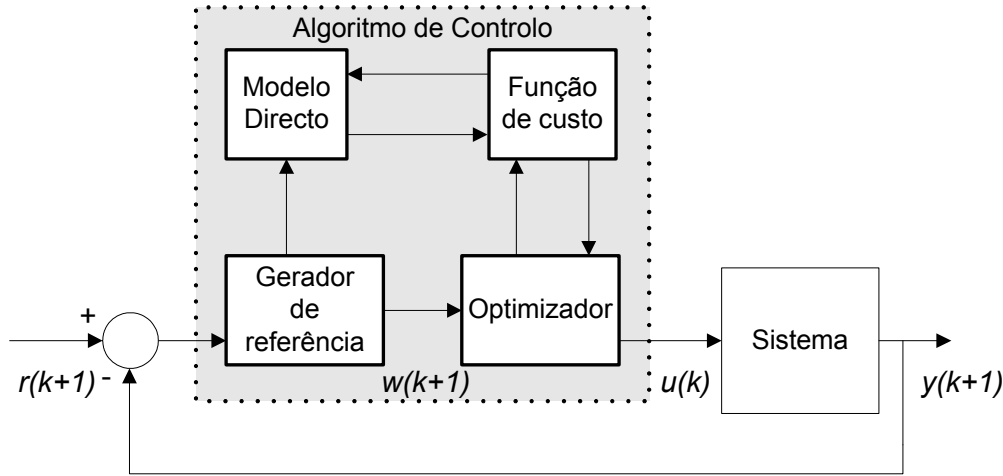 Algoritmo de Controlo
Modelo
Directo
Função
de custo
Gerador
de
referência
Optimizador
Sistema
+
-
r(k+1)
w(k+1)
u(k)
y(k+1)